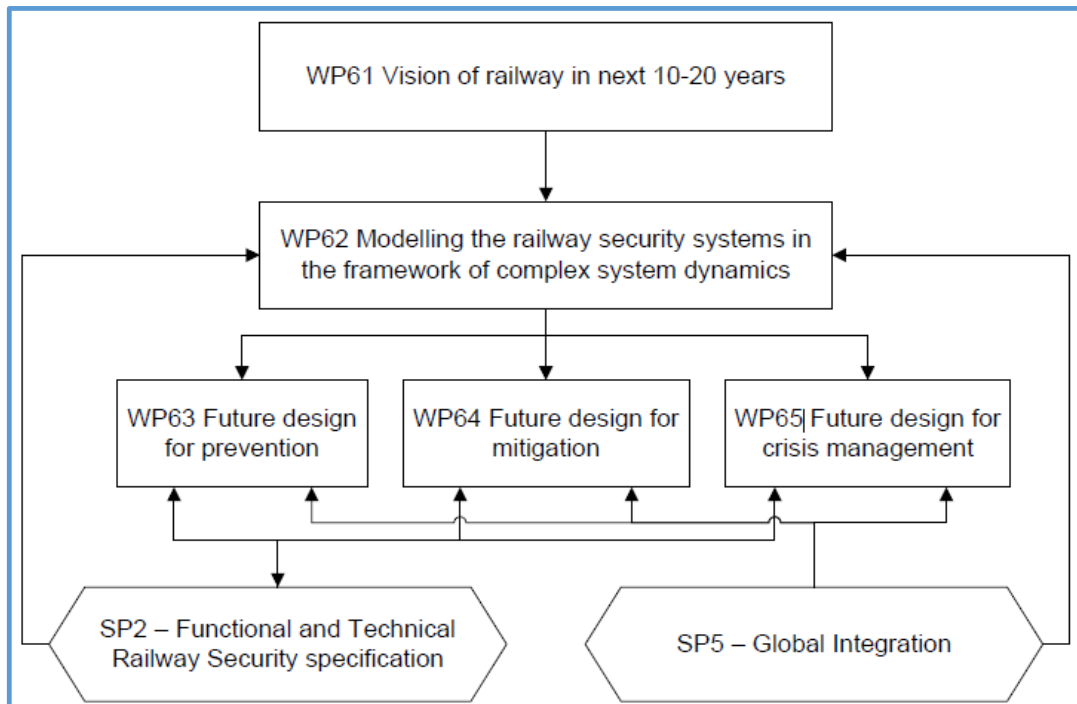 WP61 Vision of railway in next 10-20 years
WP62 Modelling the railway security systems in
the framework of complex system dynamics
WP63 Future design
for prevention
WP64 Future design for
mitigation
WP65 Future design for
crisis management
SP2 – Functional and Technical
Railway Security specification
SP5 – Global Integration